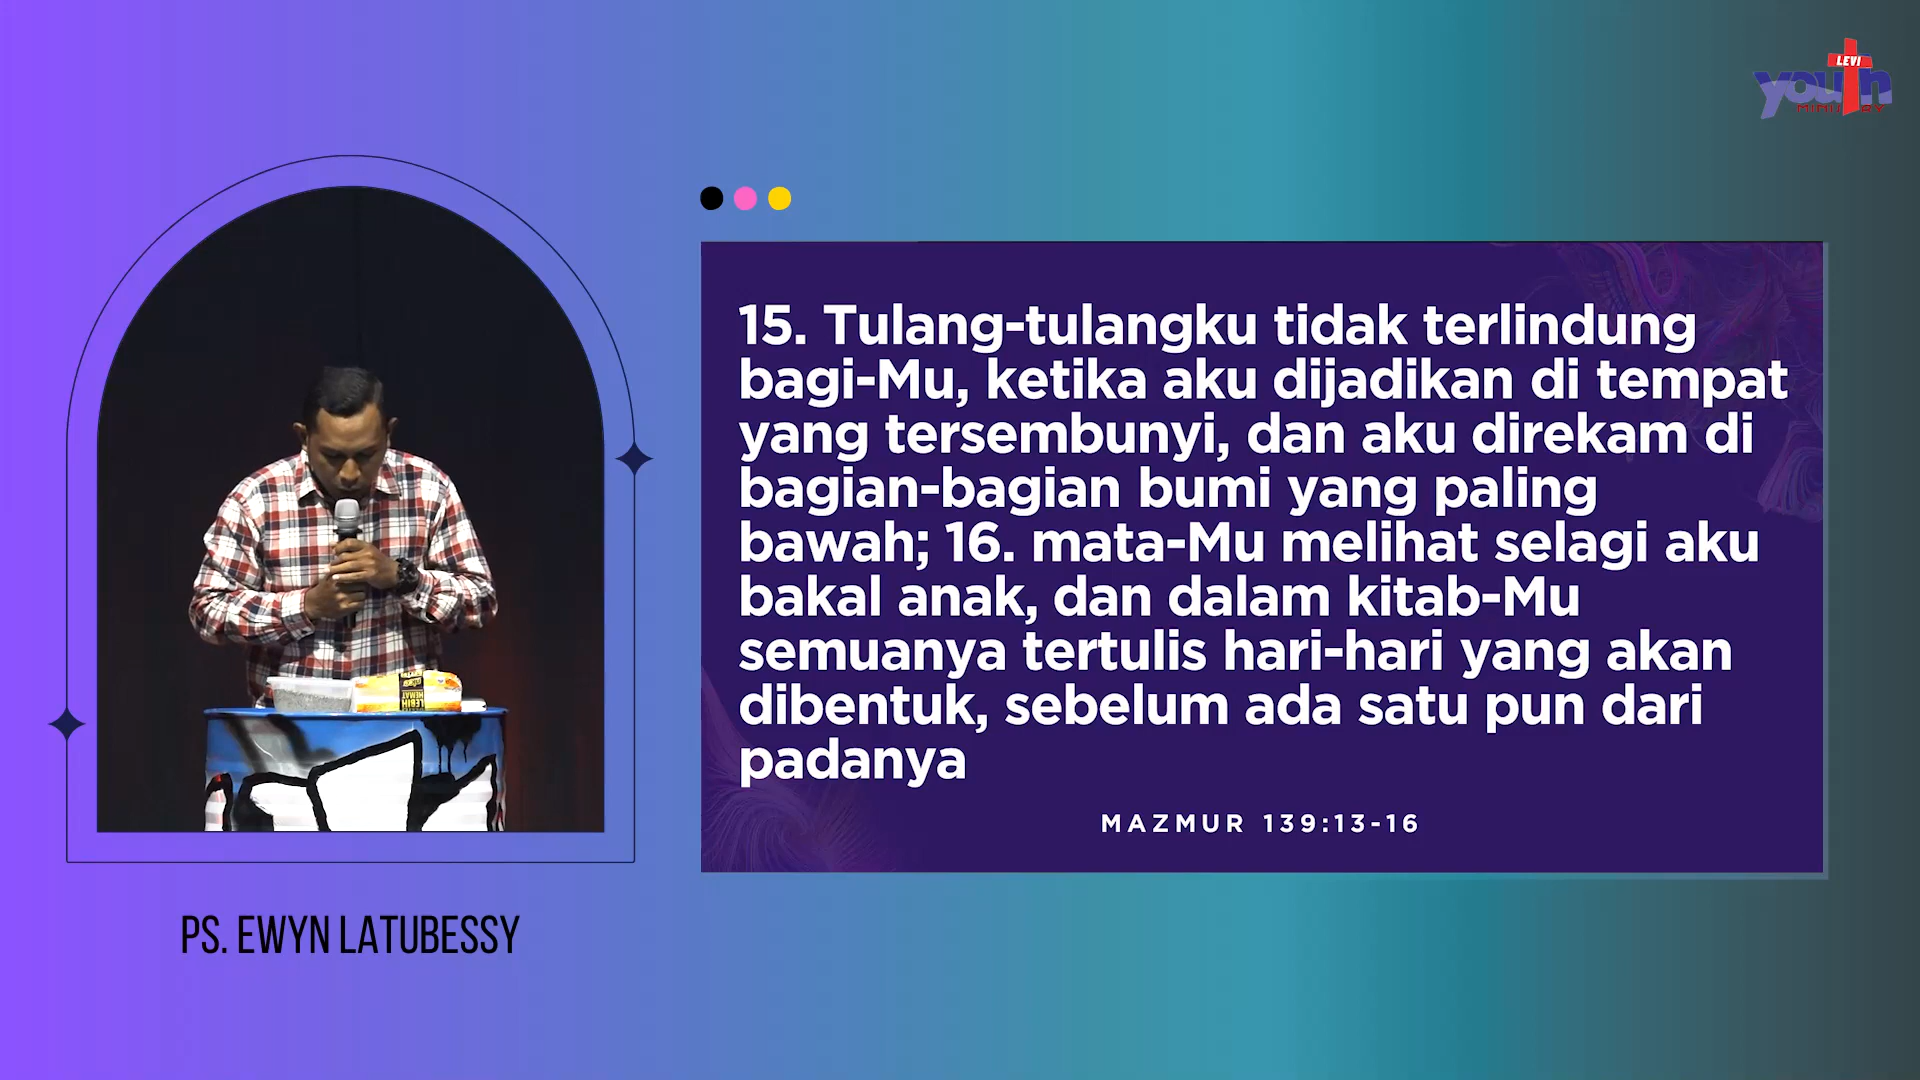 LEVI
youth
15. Tulang-tulangku tidak terlindung
bagi-Mu, ketika aku dijadikan di tempat
yang tersembunyi, dan aku direkam di
bagian-bagian bumi yang paling
bawah; 16. mata-Mu melihat selagi aku
bakal anak, dan dalam kitab-Mu
semuanya tertulis hari-hari yang akan
dibentuk, sebelum ada satu pun dari
padanya
MAZMUR 139:13-16
LEBIH
HEMAT
PS. EWYN LATUBESSY